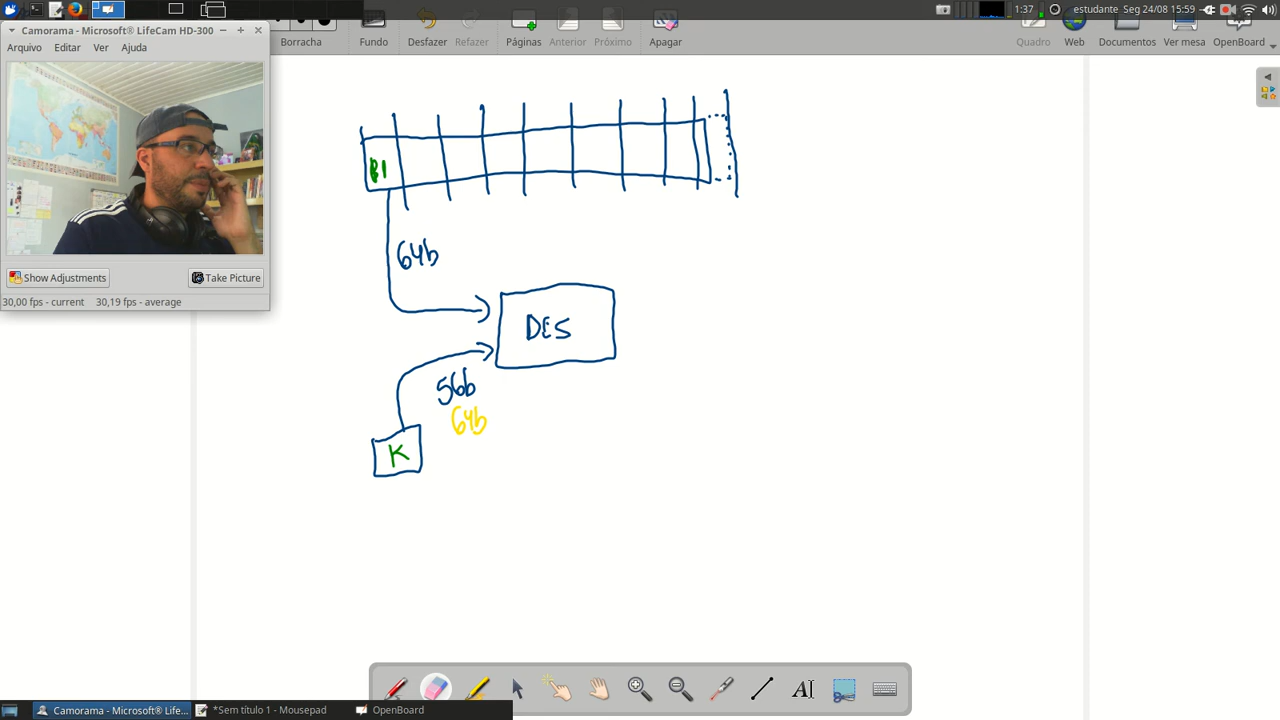 1:37
estudante
Seg 24/08 15:59
Camorama - Microsoft® LifeCam HD-300
Arquivo Editar Ver Ajuda
Borracha
Fundo
Desfazer
Refazer
Páginas
Anterior
Próximo
Apagar
Quadro
Web
Documentos
Ver mesa
OpenBoard
B1
64b
DES
56b
64b
K
Show Adjustments
Take Picture
30,00 fps - current 30,19 fps - average
Camorama - Microsoft® Life...
*Sem título 1 - Mousepad
OpenBoard